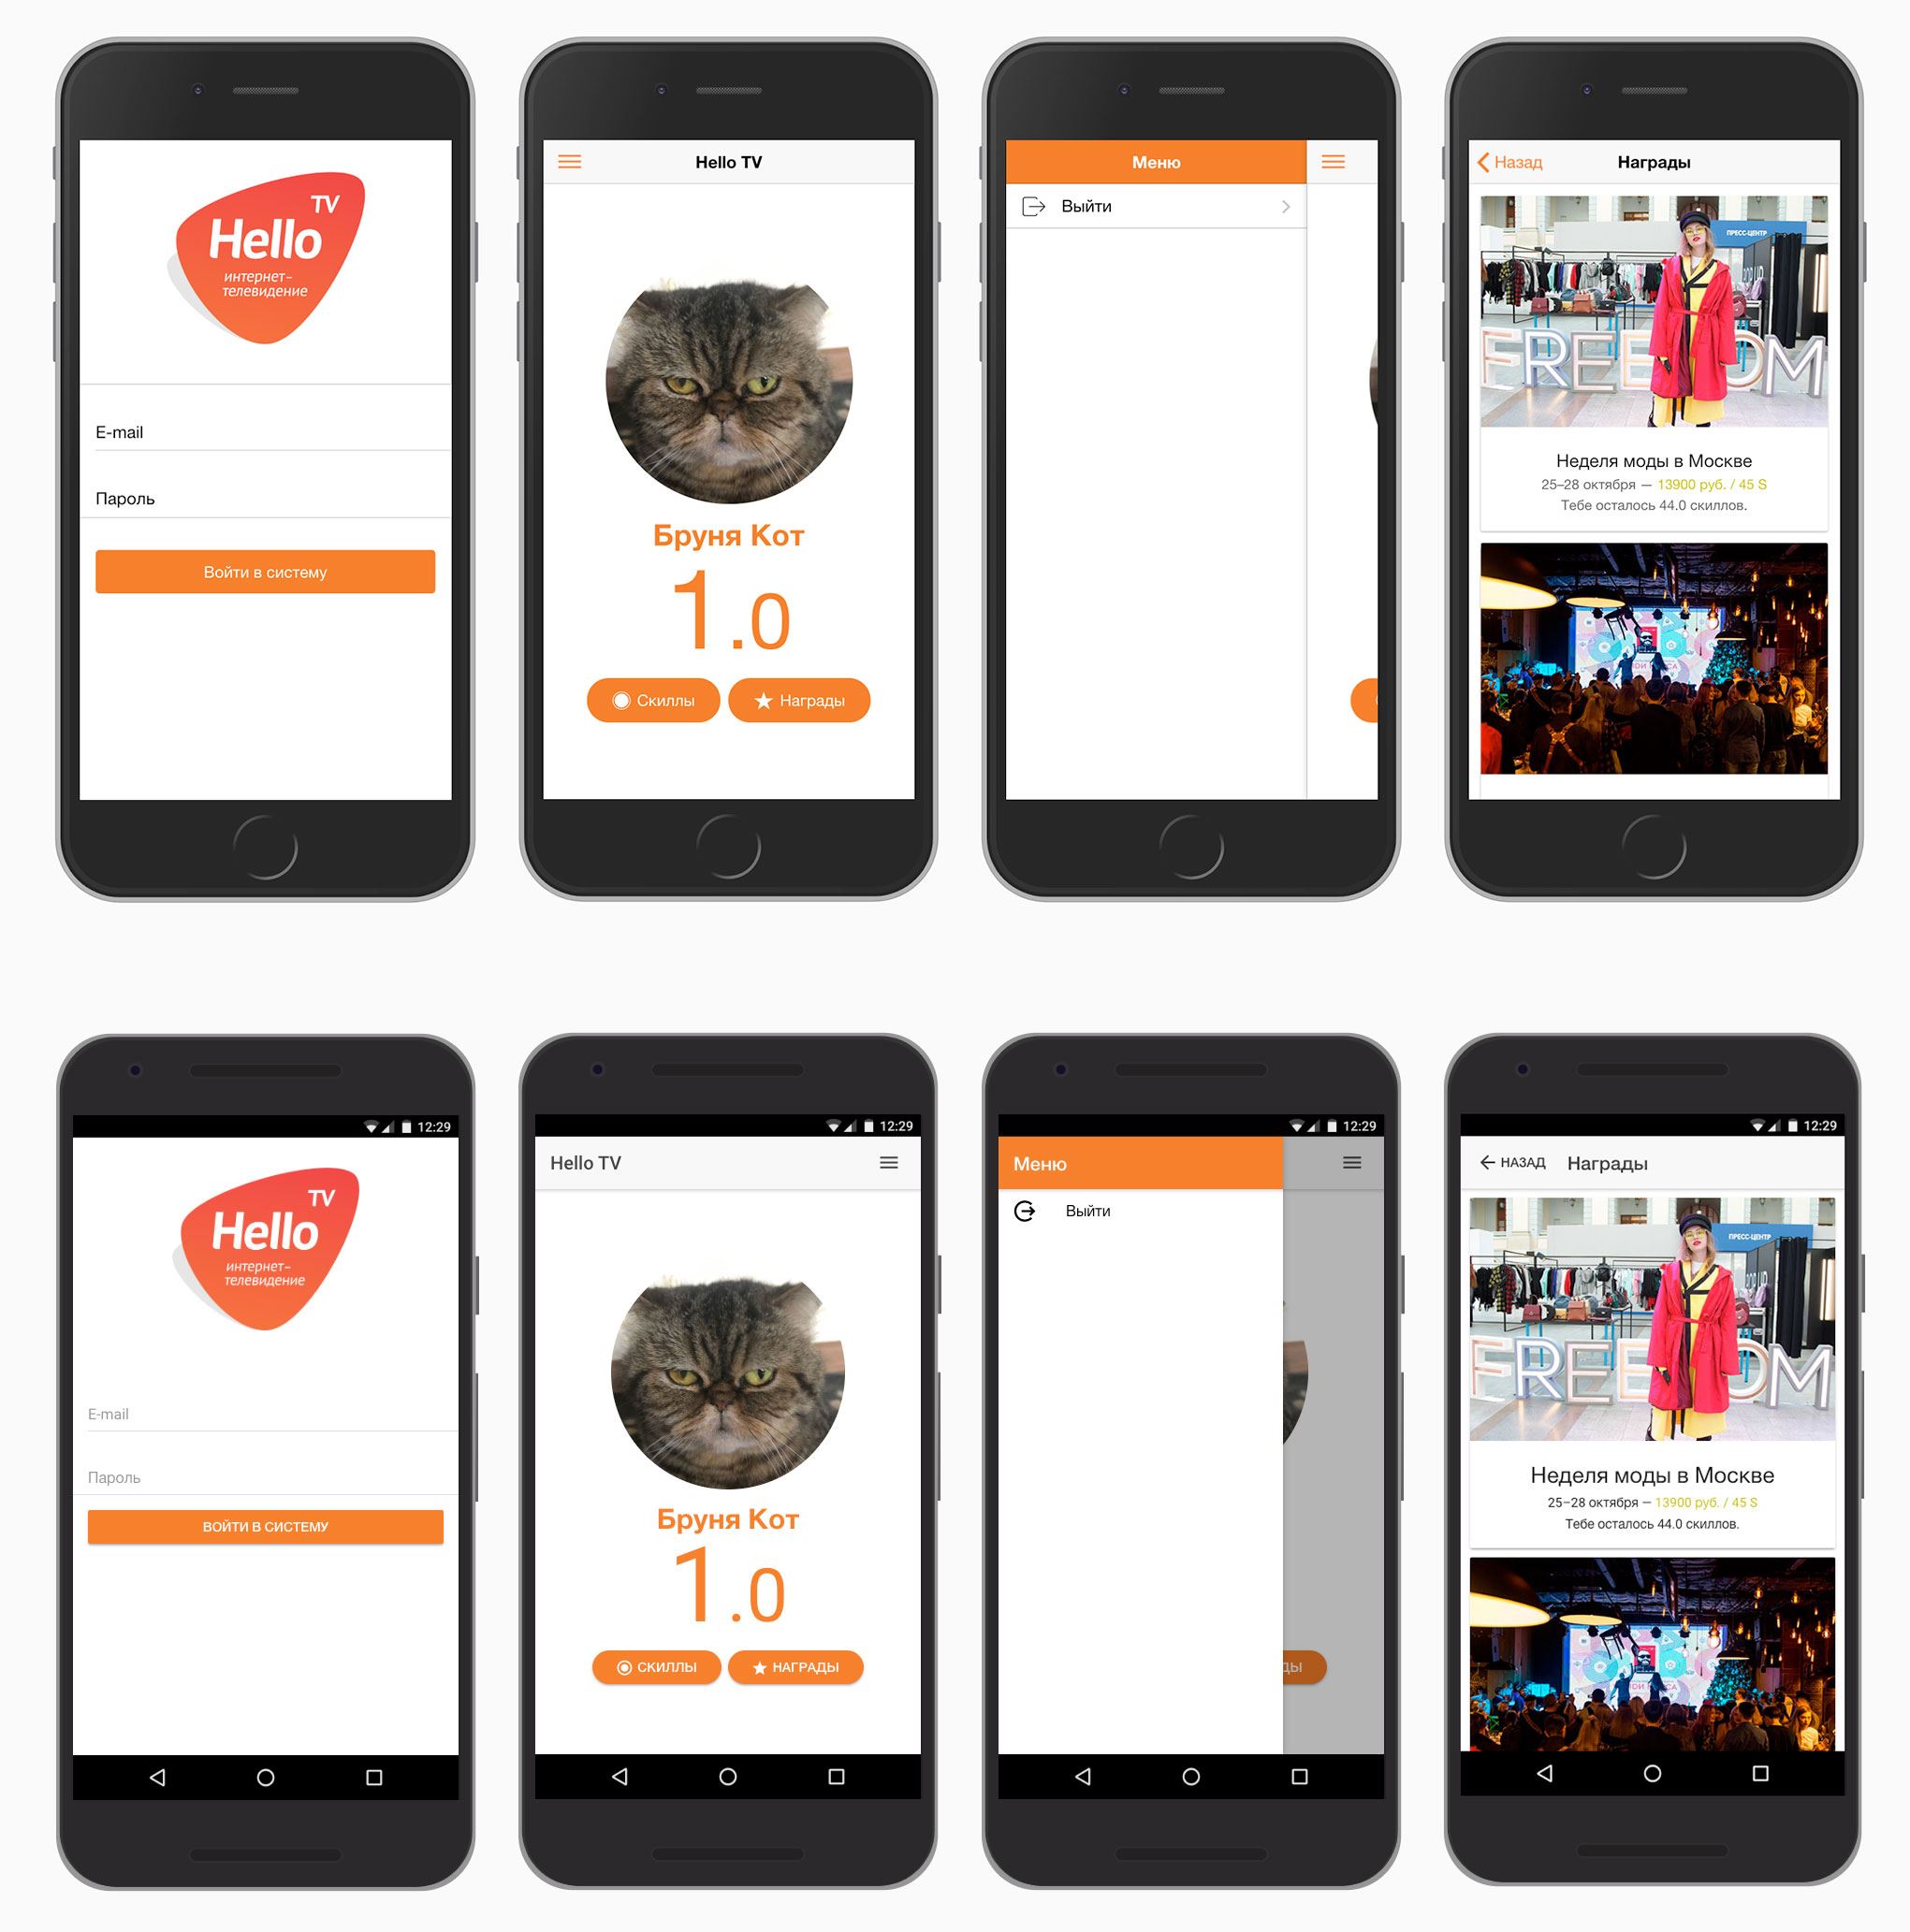 TV
Hello
интернет-
телевидение
E-mail
Пароль
Войти в систему
Hello TV
Бруня Кот
1.0
Скиллы
Награды
Меню
Выйти
Назад
Награды
ПРЕСС-ЦЕНТР
FREE OM
Неделя моды в Москве
25–28 октября — 13900 руб. / 45 S
Тебе осталось 44.0 скиллов.
12:29
TV
Hello
интернет-
телевидение
E-mail
Пароль
ВОЙТИ В СИСТЕМУ
12:29
Hello TV
Бруня Кот
1.0
СКИЛЛЫ
НАГРАДЫ
12:29
Меню
Выйти
ДЫ
12:29
НАЗАД
Награды
ПРЕСС-ЦЕНТР
FREE OM
Неделя моды в Москве
25–28 октября — 13900 руб. / 45 S
Тебе осталось 44.0 скиллов.